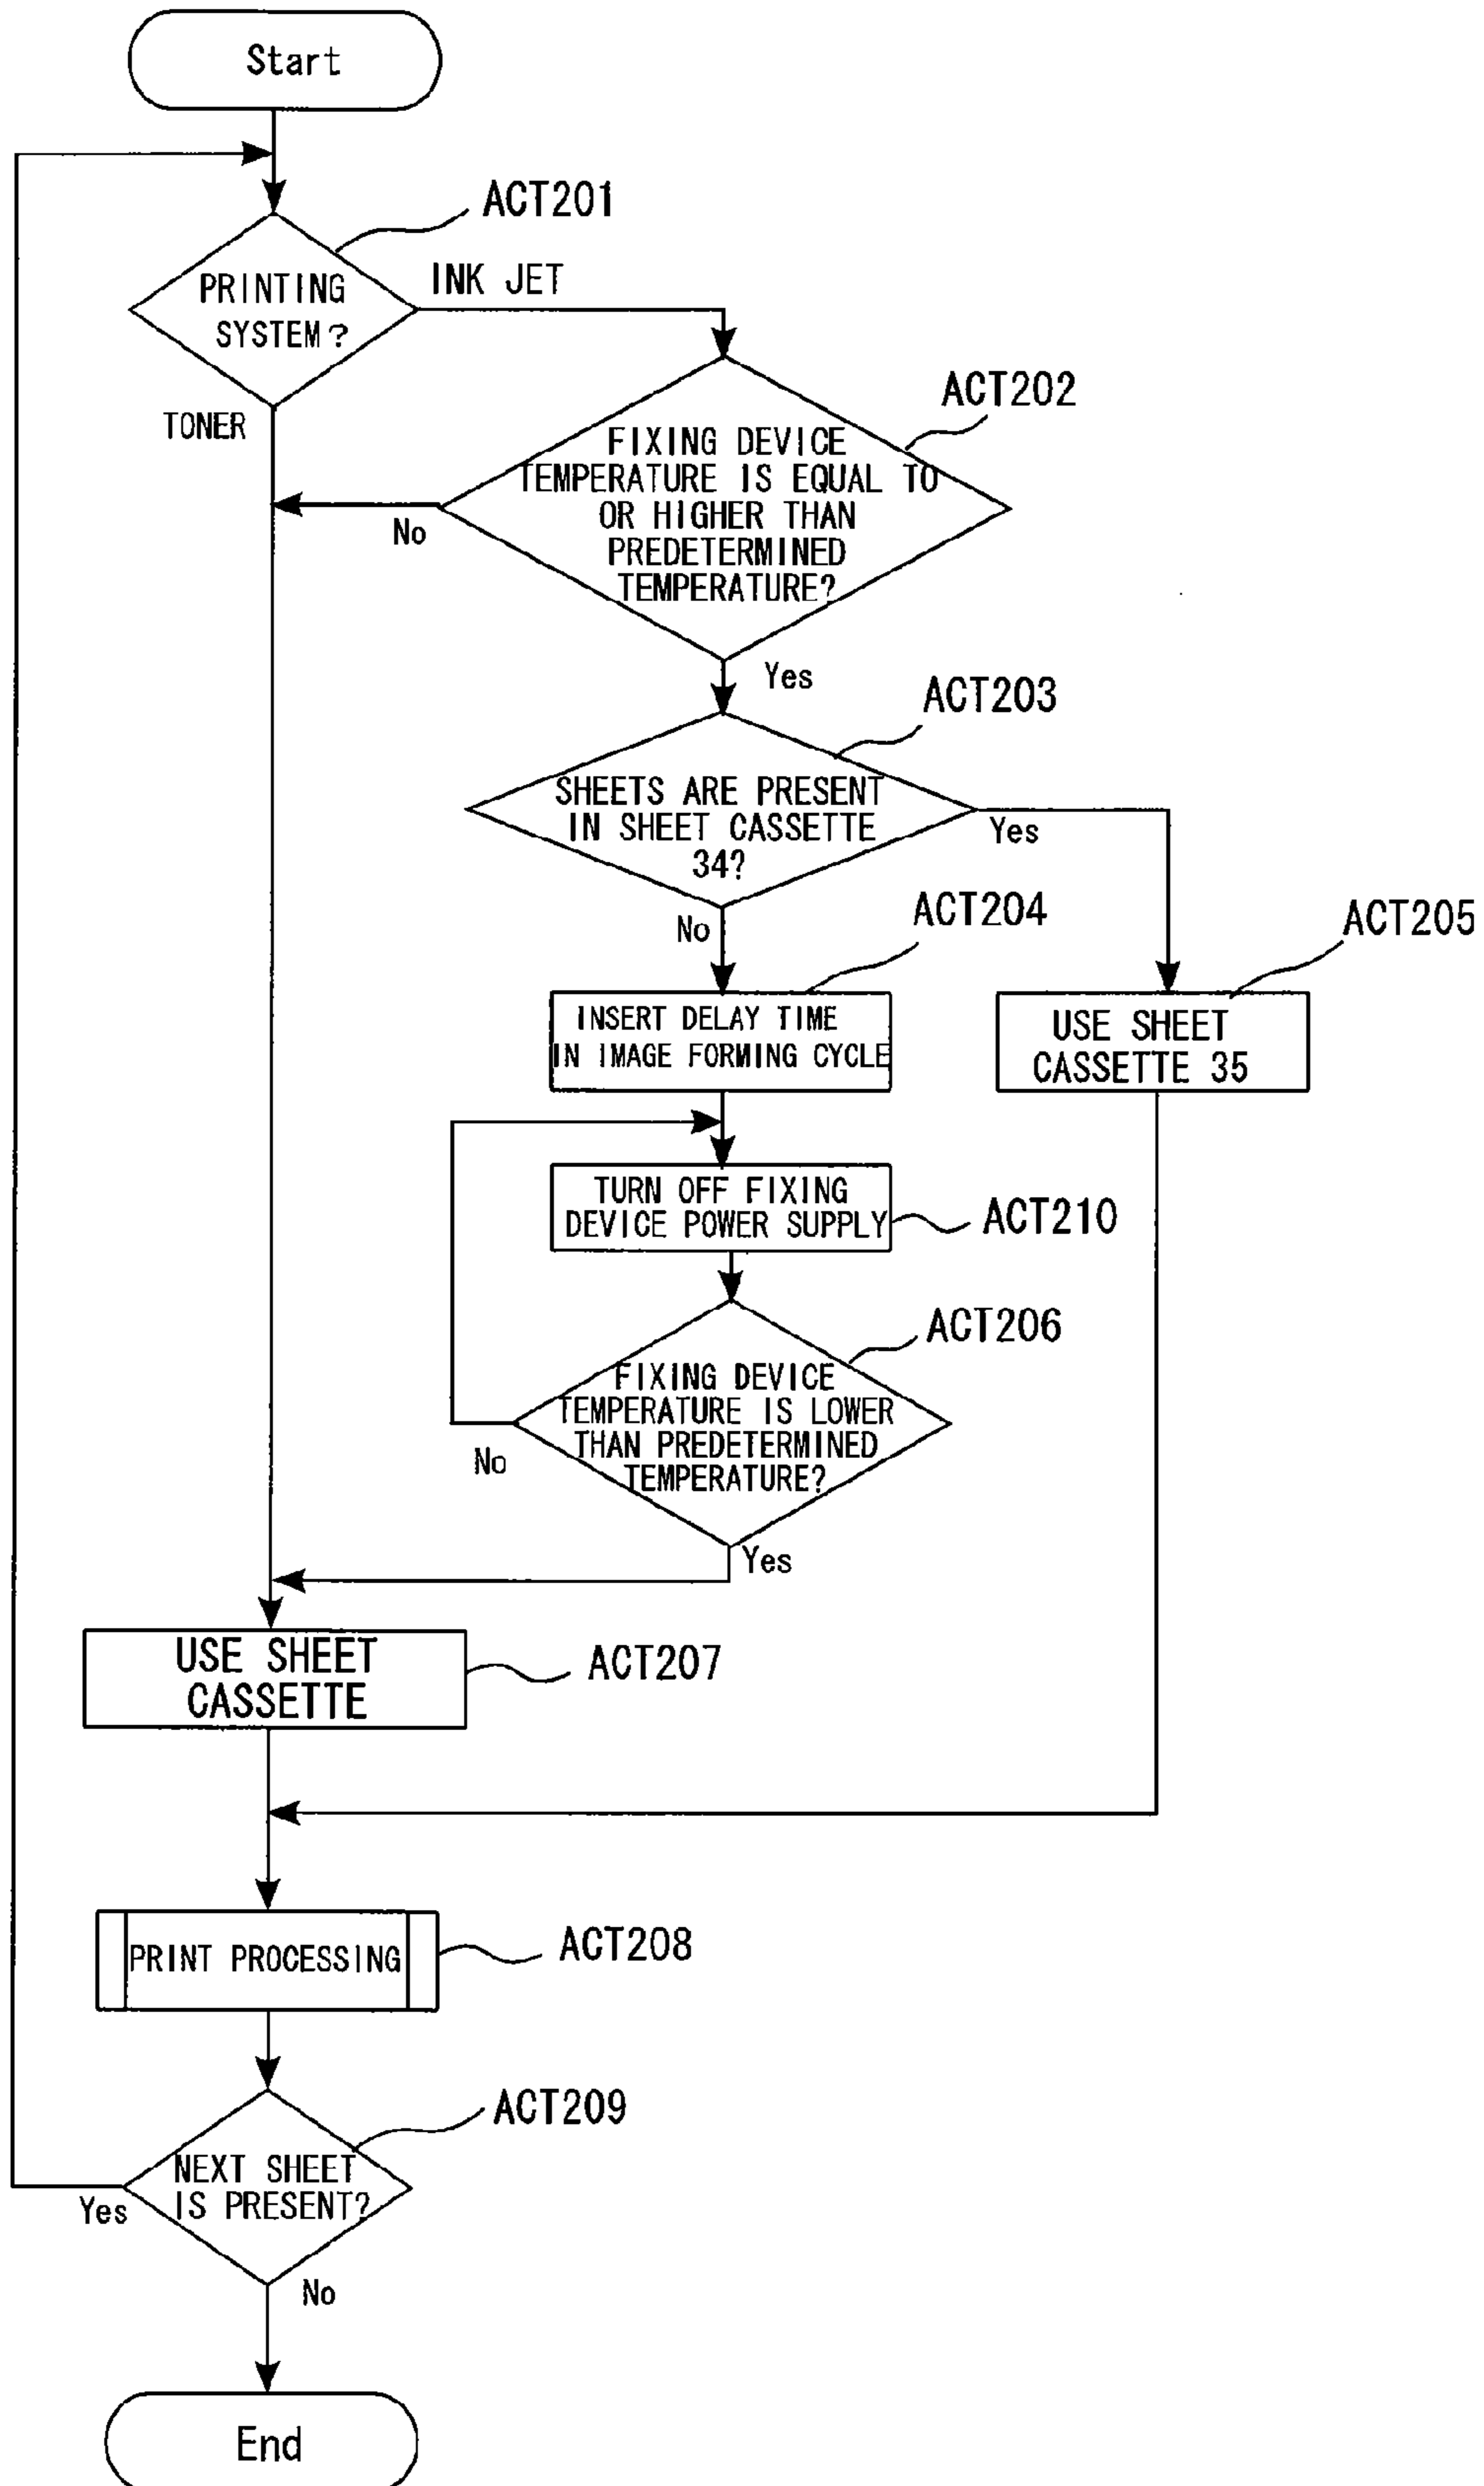 Start
ACT201
PRINTING
SYSTEM?
INK JET
TONER
ACT202
FIXING DEVICE
TEMPERATURE IS EQUAL TO
OR HIGHER THAN
PREDETERMINED
TEMPERATURE?
No
Yes
ACT203
SHEETS ARE PRESENT
IN SHEET CASSETTE
34?
Yes
No
ACT204
INSERT DELAY TIME
IN IMAGE FORMING CYCLE
ACT205
USE SHEET
CASSETTE 35
TURN OFF FIXING
DEVICE POWER SUPPLY
ACT210
ACT206
FIXING DEVICE
TEMPERATURE IS LOWER
THAN PREDETERMINED
TEMPERATURE?
No
Yes
USE SHEET
CASSETTE
ACT207
PRINT PROCESSING
ACT208
ACT209
NEXT SHEET
IS PRESENT?
Yes
No
End